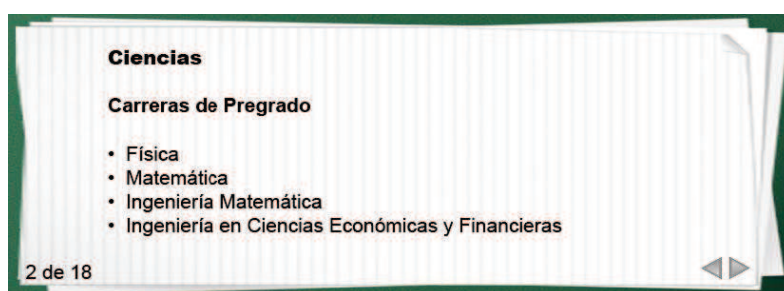 Ciencias
Carreras de Pregrado
• Física
• Matemática
• Ingeniería Matemática
• Ingeniería en Ciencias Económicas y Financieras
2 de 18